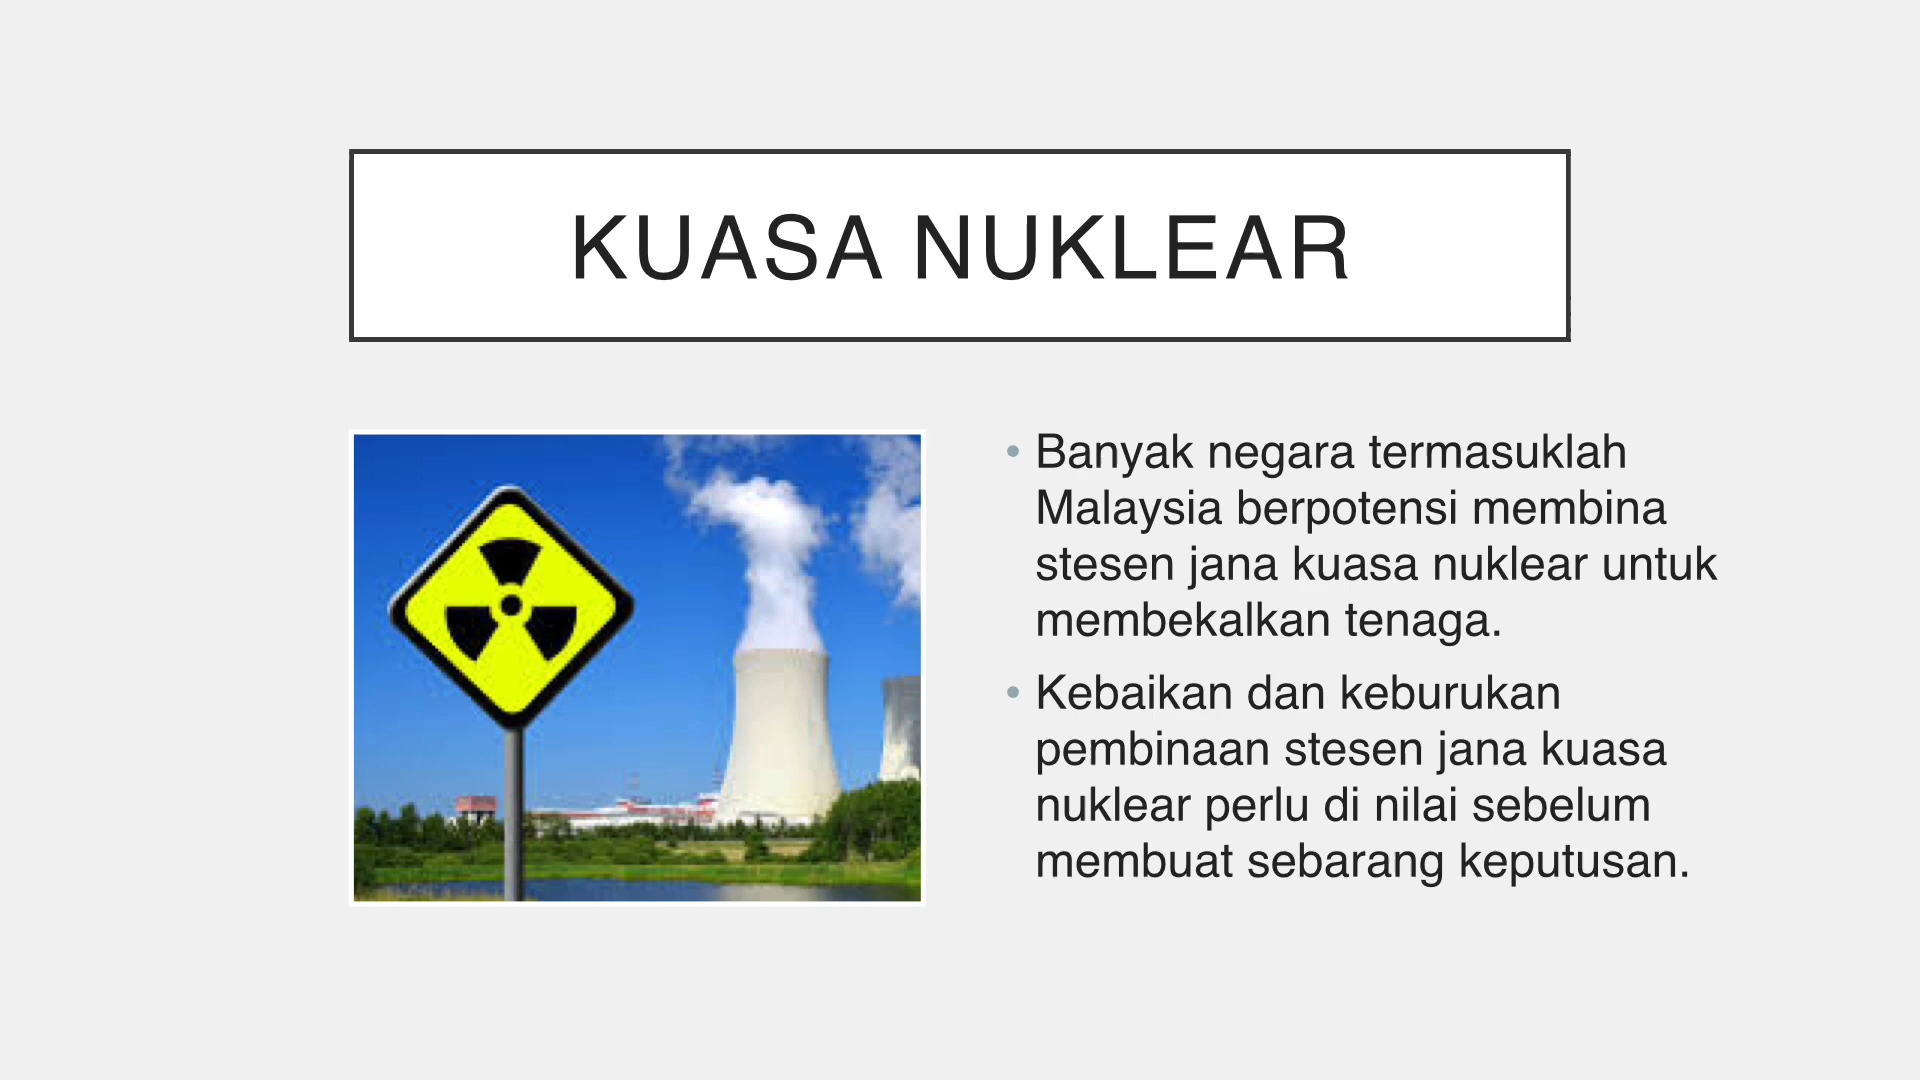 KUASA NUKLEAR
• Banyak negara termasuklah
Malaysia berpotensi membina
stesen jana kuasa nuklear untuk
membekalkan tenaga.
• Kebaikan dan keburukan
pembinaan stesen jana kuasa
nuklear perlu di nilai sebelum
membuat sebarang keputusan.